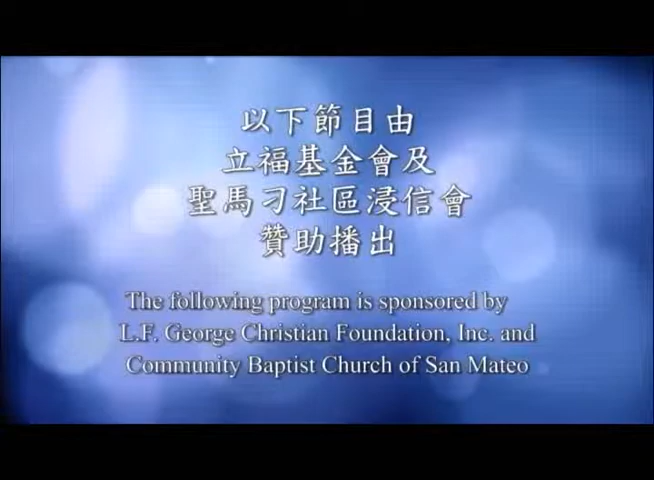 以下節目由
立福基金會及
聖馬刁社區浸信會
贊助播出
The following program is sponsored by
L.F. George Christian Foundation, Inc. and
Community Baptist Church of San Mateo